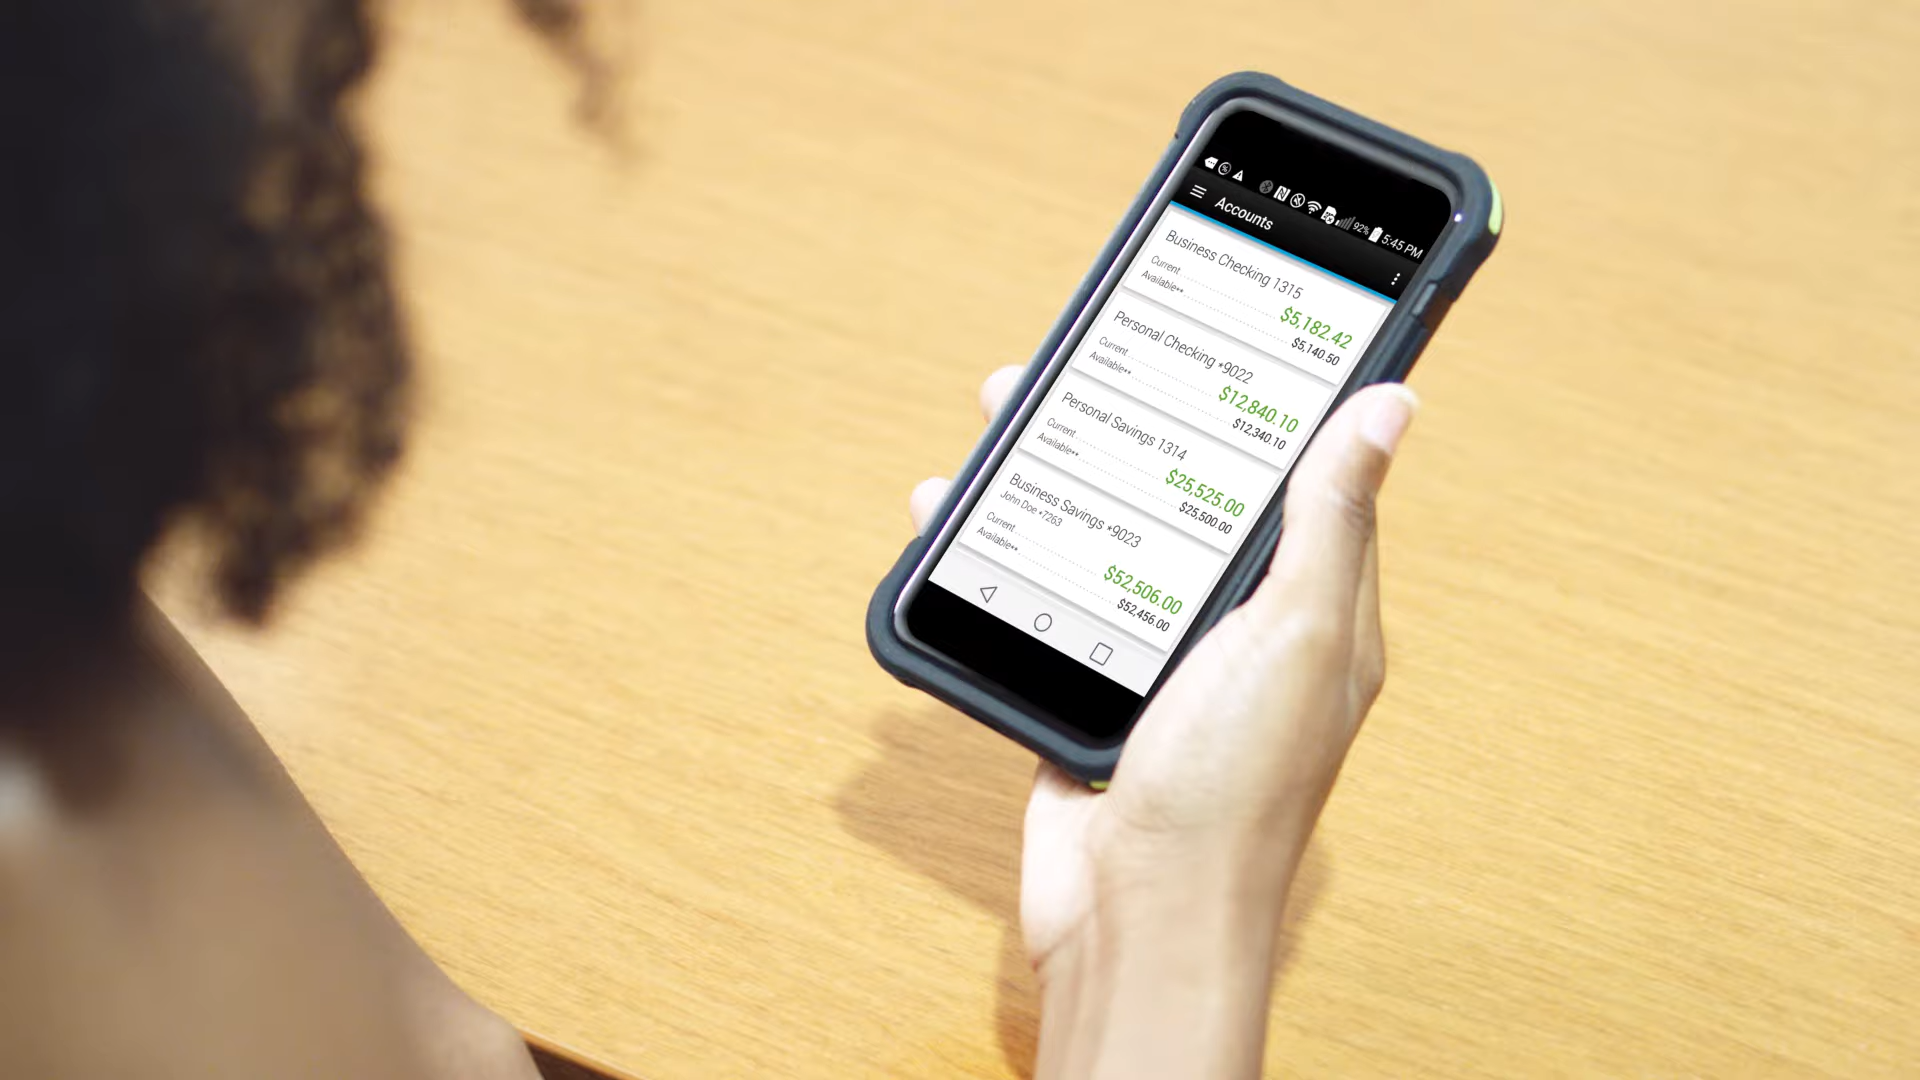 92% 5:45 PM
Accounts
Business Checking 1315
Current $5,182.42
Available** $5,140.50
Personal Checking *9022
Current $12,840.10
Available** $12,340.10
Personal Savings 1314
Current $25,525.00
Available** $25,500.00
Business Savings *9023
John Doe *7263
Current $52,506.00
Available** $52,456.00